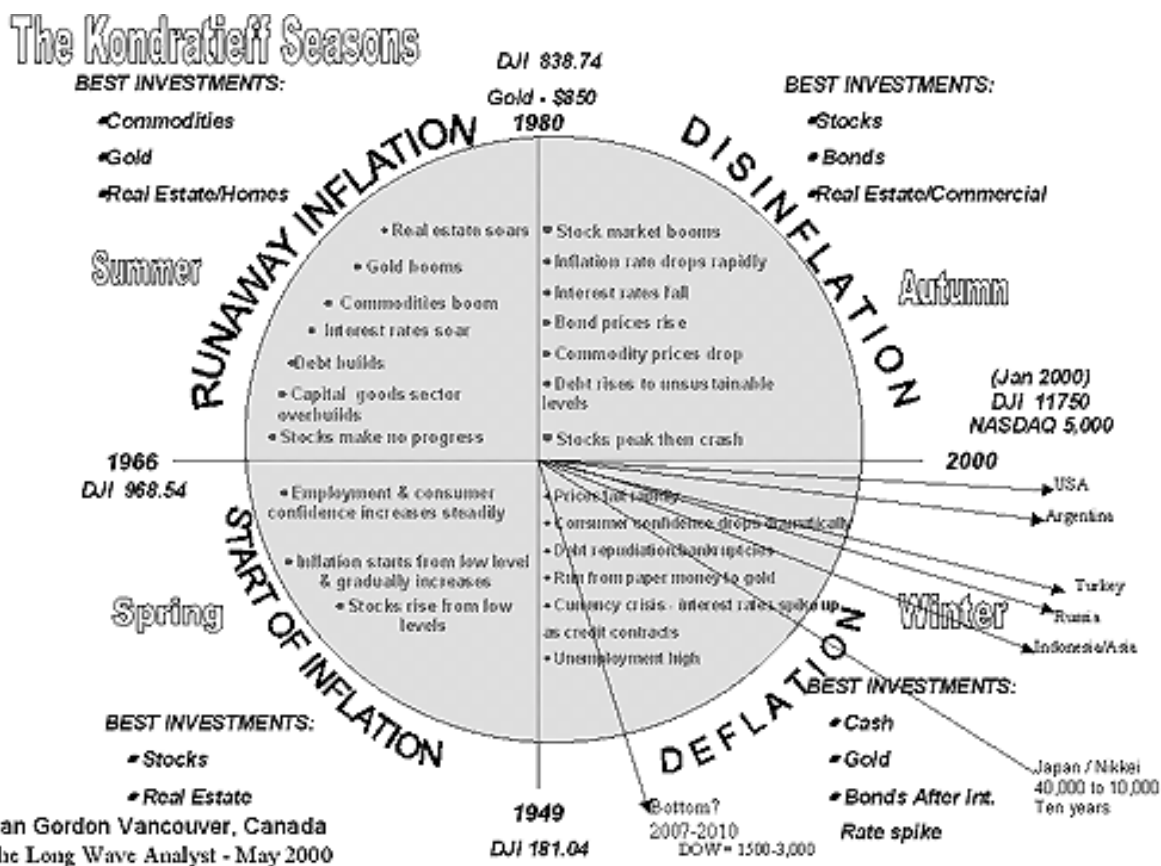 The Kondratieff Seasons
BEST INVESTMENTS:
•Commodities
•Gold
•Real Estate/Homes
DJI 838.74
Gold - $850
1980
BEST INVESTMENTS:
•Stocks
• Bonds
•Real Estate/Commercial
RUNAWAY INFLATION
DISINFLATION
Summer
Autumn
• Real estate soars
• Gold booms
• Commodities boom
• Interest rates soar
•Debt builds
• Capital goods sector
overbuilds
• Stocks make no progress
• Stock market booms
• Inflation rate drops rapidly
• Interest rates fall
• Bond prices rise
• Commodity prices drop
• Debt rises to unsustainable
levels
• Stocks peak then crash
(Jan 2000)
DJI 11750
NASDAQ 5,000
1966
DJI 968.54
2000
• Employment & consumer
confidence increases steadily
• Inflation starts from low level
& gradually increases
• Stocks rise from low
levels
• Prices fall rapidly
• Consumer confidence drops dramatically
• Debt repudiation/bankruptcies
• Run from paper money to gold
• Currency crisis - interest rates spike up
as credit contracts
• Unemployment high
USA
Argentina
Turkey
Russia
Indonesia/Asia
Spring
Winter
START OF INFLATION
DEFLATION
BEST INVESTMENTS:
• Stocks
• Real Estate
BEST INVESTMENTS:
• Cash
• Gold
• Bonds After Int.
Rate spike
Japan / Nikkei
40,000 to 10,000
Ten years
1949
DJI 181.04
Bottom?
2007-2010
DOW = 1500-3,000
an Gordon Vancouver, Canada
he Long Wave Analyst - May 2000